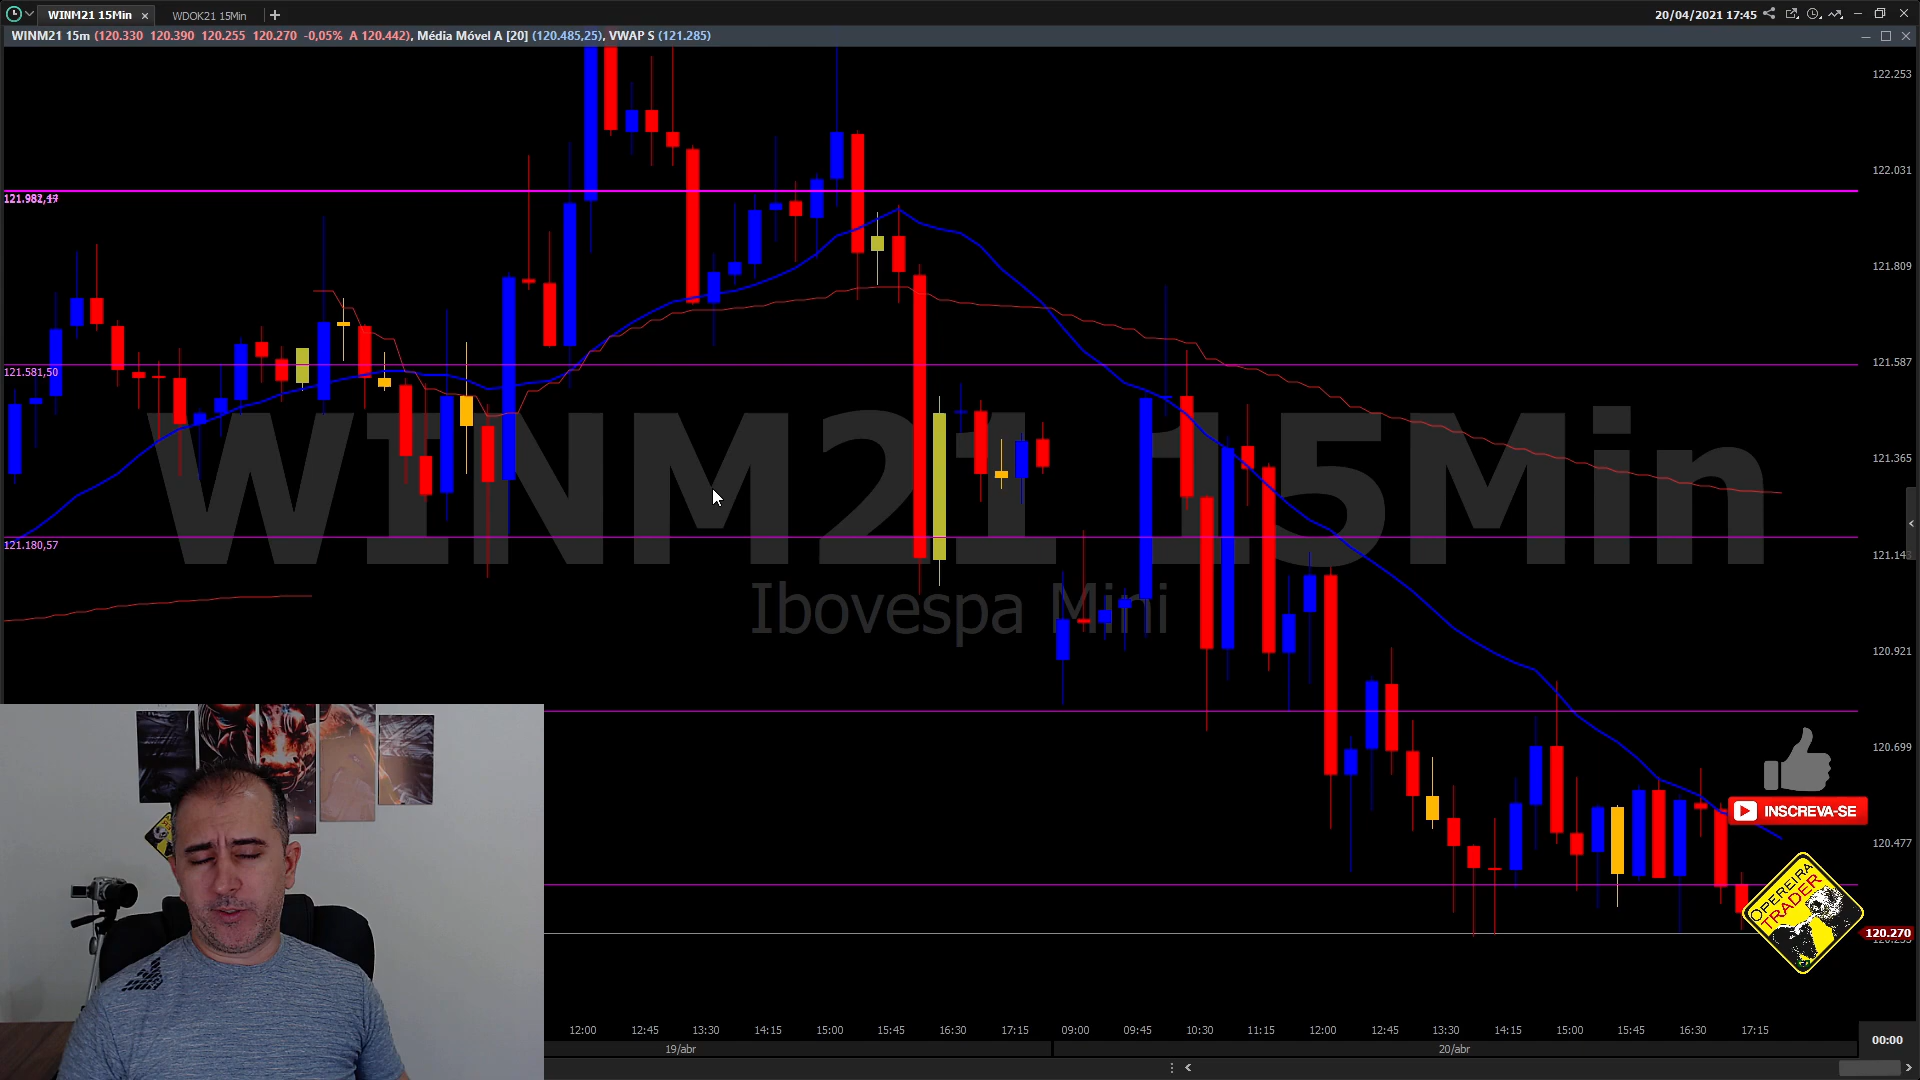 WINM21 15Min
WDOK21 15Min
20/04/2021 17:45
WINM21 15m (120.330 120.390 120.255 120.270 -0,05% A 120.442), Média Móvel A [20] (120.485,25), VWAP S (121.285)
122.253
122.031
121.809
121.587
121.581,50
121.365
121.143
121.180,57
WINM21 15Min
Ibovespa Mini
120.921
120.699
INSCREVA-SE
120.477
OPEREIRA
TRADER
120.270
12:00 12:45 13:30 14:15 15:00 15:45 16:30 17:15 09:00 09:45 10:30 11:15 12:00 12:45 13:30 14:15 15:00 15:45 16:30 17:15
00:00
19/abr 20/abr